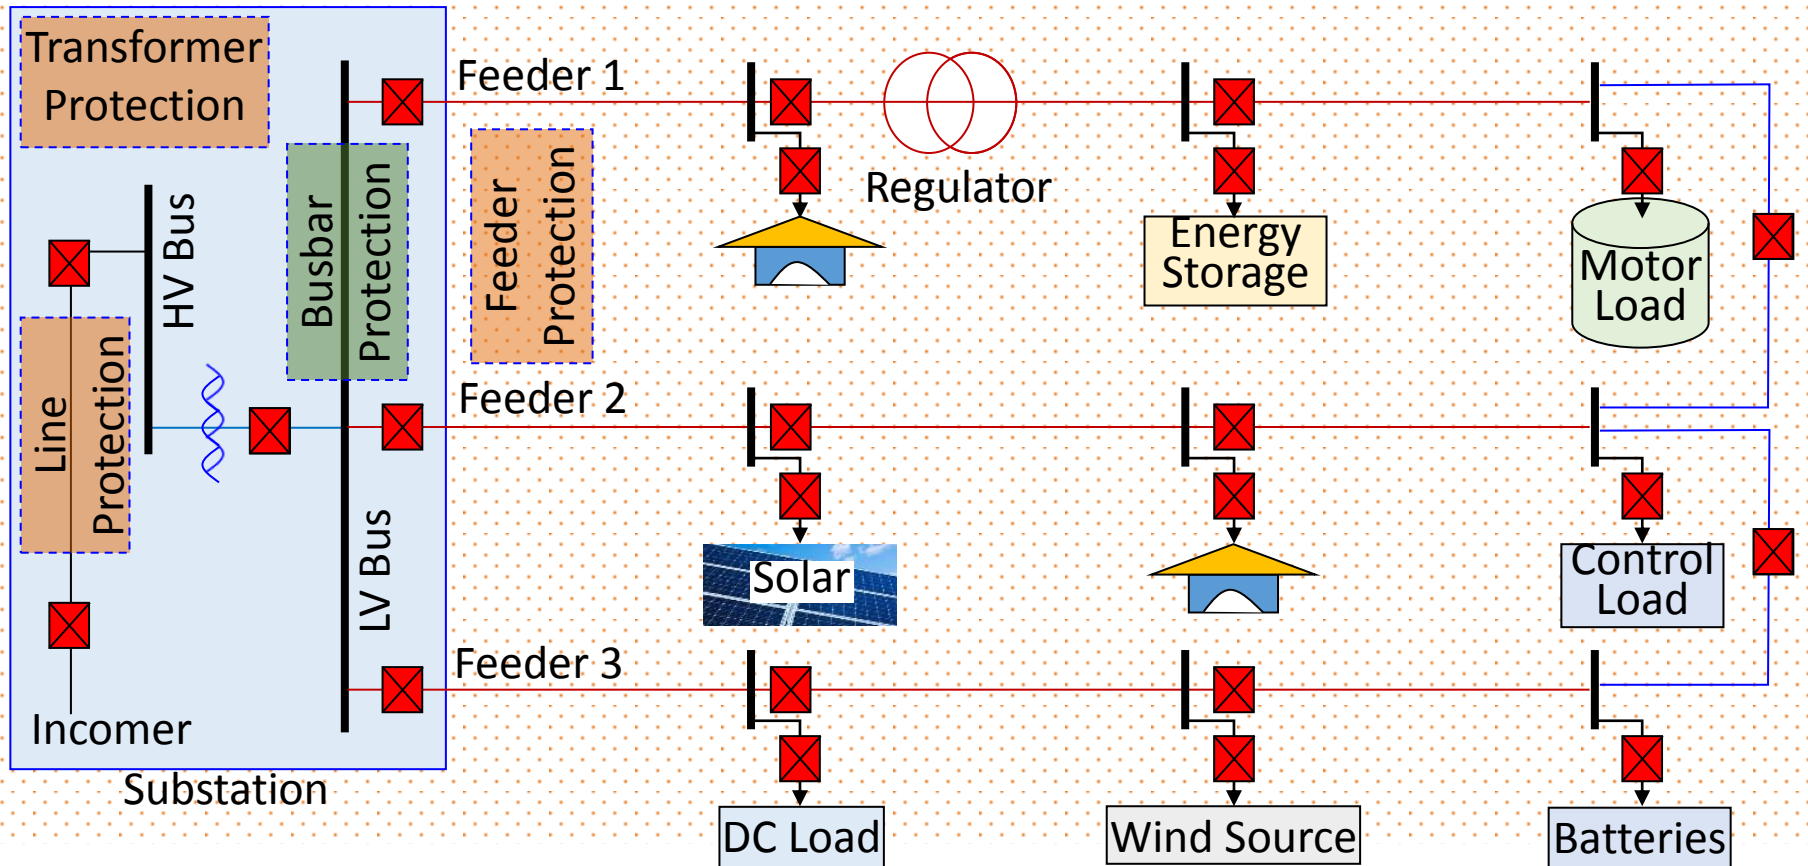 Transformer
Protection
Feeder 1
Regulator
HV Bus
Busbar
Protection
Feeder
Protection
Energy
Storage
Motor
Load
Line
Protection
Feeder 2
LV Bus
Solar
Control
Load
Feeder 3
Incomer
Substation
DC Load
Wind Source
Batteries